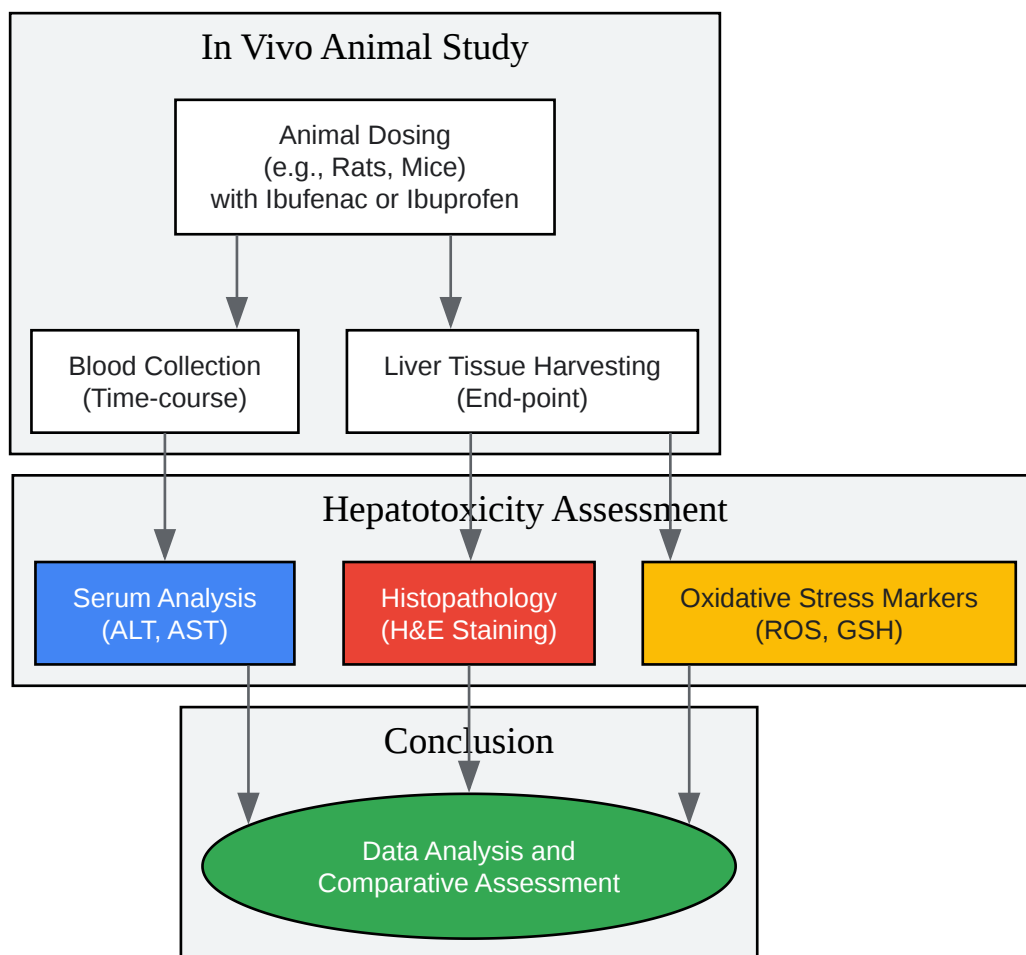 In Vivo Animal Study
Animal Dosing
(e.g., Rats, Mice)
with Ibufenac or Ibuprofen
Blood Collection
(Time-course)
Liver Tissue Harvesting
(End-point)
Hepatotoxicity Assessment
Serum Analysis
(ALT, AST)
Histopathology
(H&E Staining)
Oxidative Stress Markers
(ROS, GSH)
Conclusion
Data Analysis and
Comparative Assessment